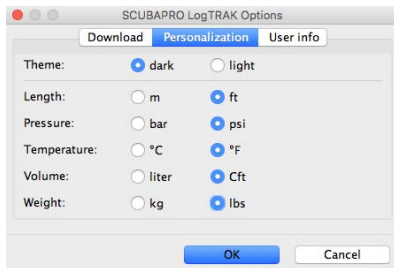 SCUBAPRO LogTRAK Options
Download Personalization User info
Theme: dark light
Length: m ft
Pressure: bar psi
Temperature: °C °F
Volume: liter Cft
Weight: kg lbs
OK Cancel